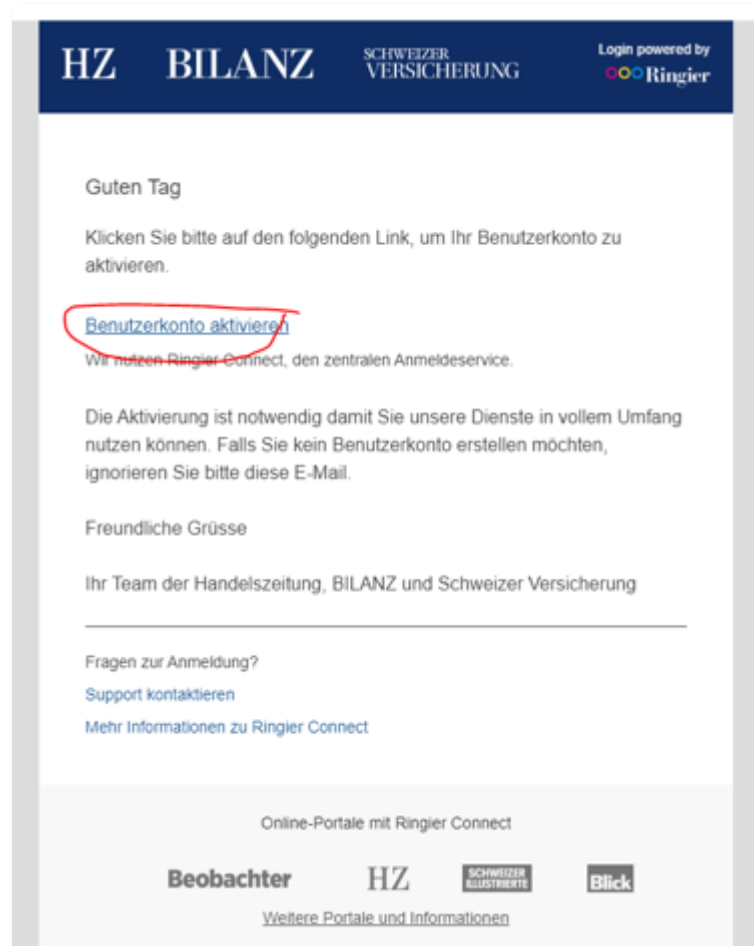 HZ BILANZ SCHWEIZER VERSICHERUNG Login powered by Ringier
Guten Tag
Klicken Sie bitte auf den folgenden Link, um Ihr Benutzerkonto zu
aktivieren.
Benutzerkonto aktivieren
Wir nutzen Ringier Connect, den zentralen Anmeldeservice.
Die Aktivierung ist notwendig damit Sie unsere Dienste in vollem Umfang
nutzen können. Falls Sie kein Benutzerkonto erstellen möchten,
ignorieren Sie bitte diese E-Mail.
Freundliche Grüsse
Ihr Team der Handelszeitung, BILANZ und Schweizer Versicherung
Fragen zur Anmeldung?
Support kontaktieren
Mehr Informationen zu Ringier Connect
Online-Portale mit Ringier Connect
Beobachter HZ SCHWEIZER ILLUSTRIERTE Blick
Weitere Portale und Informationen